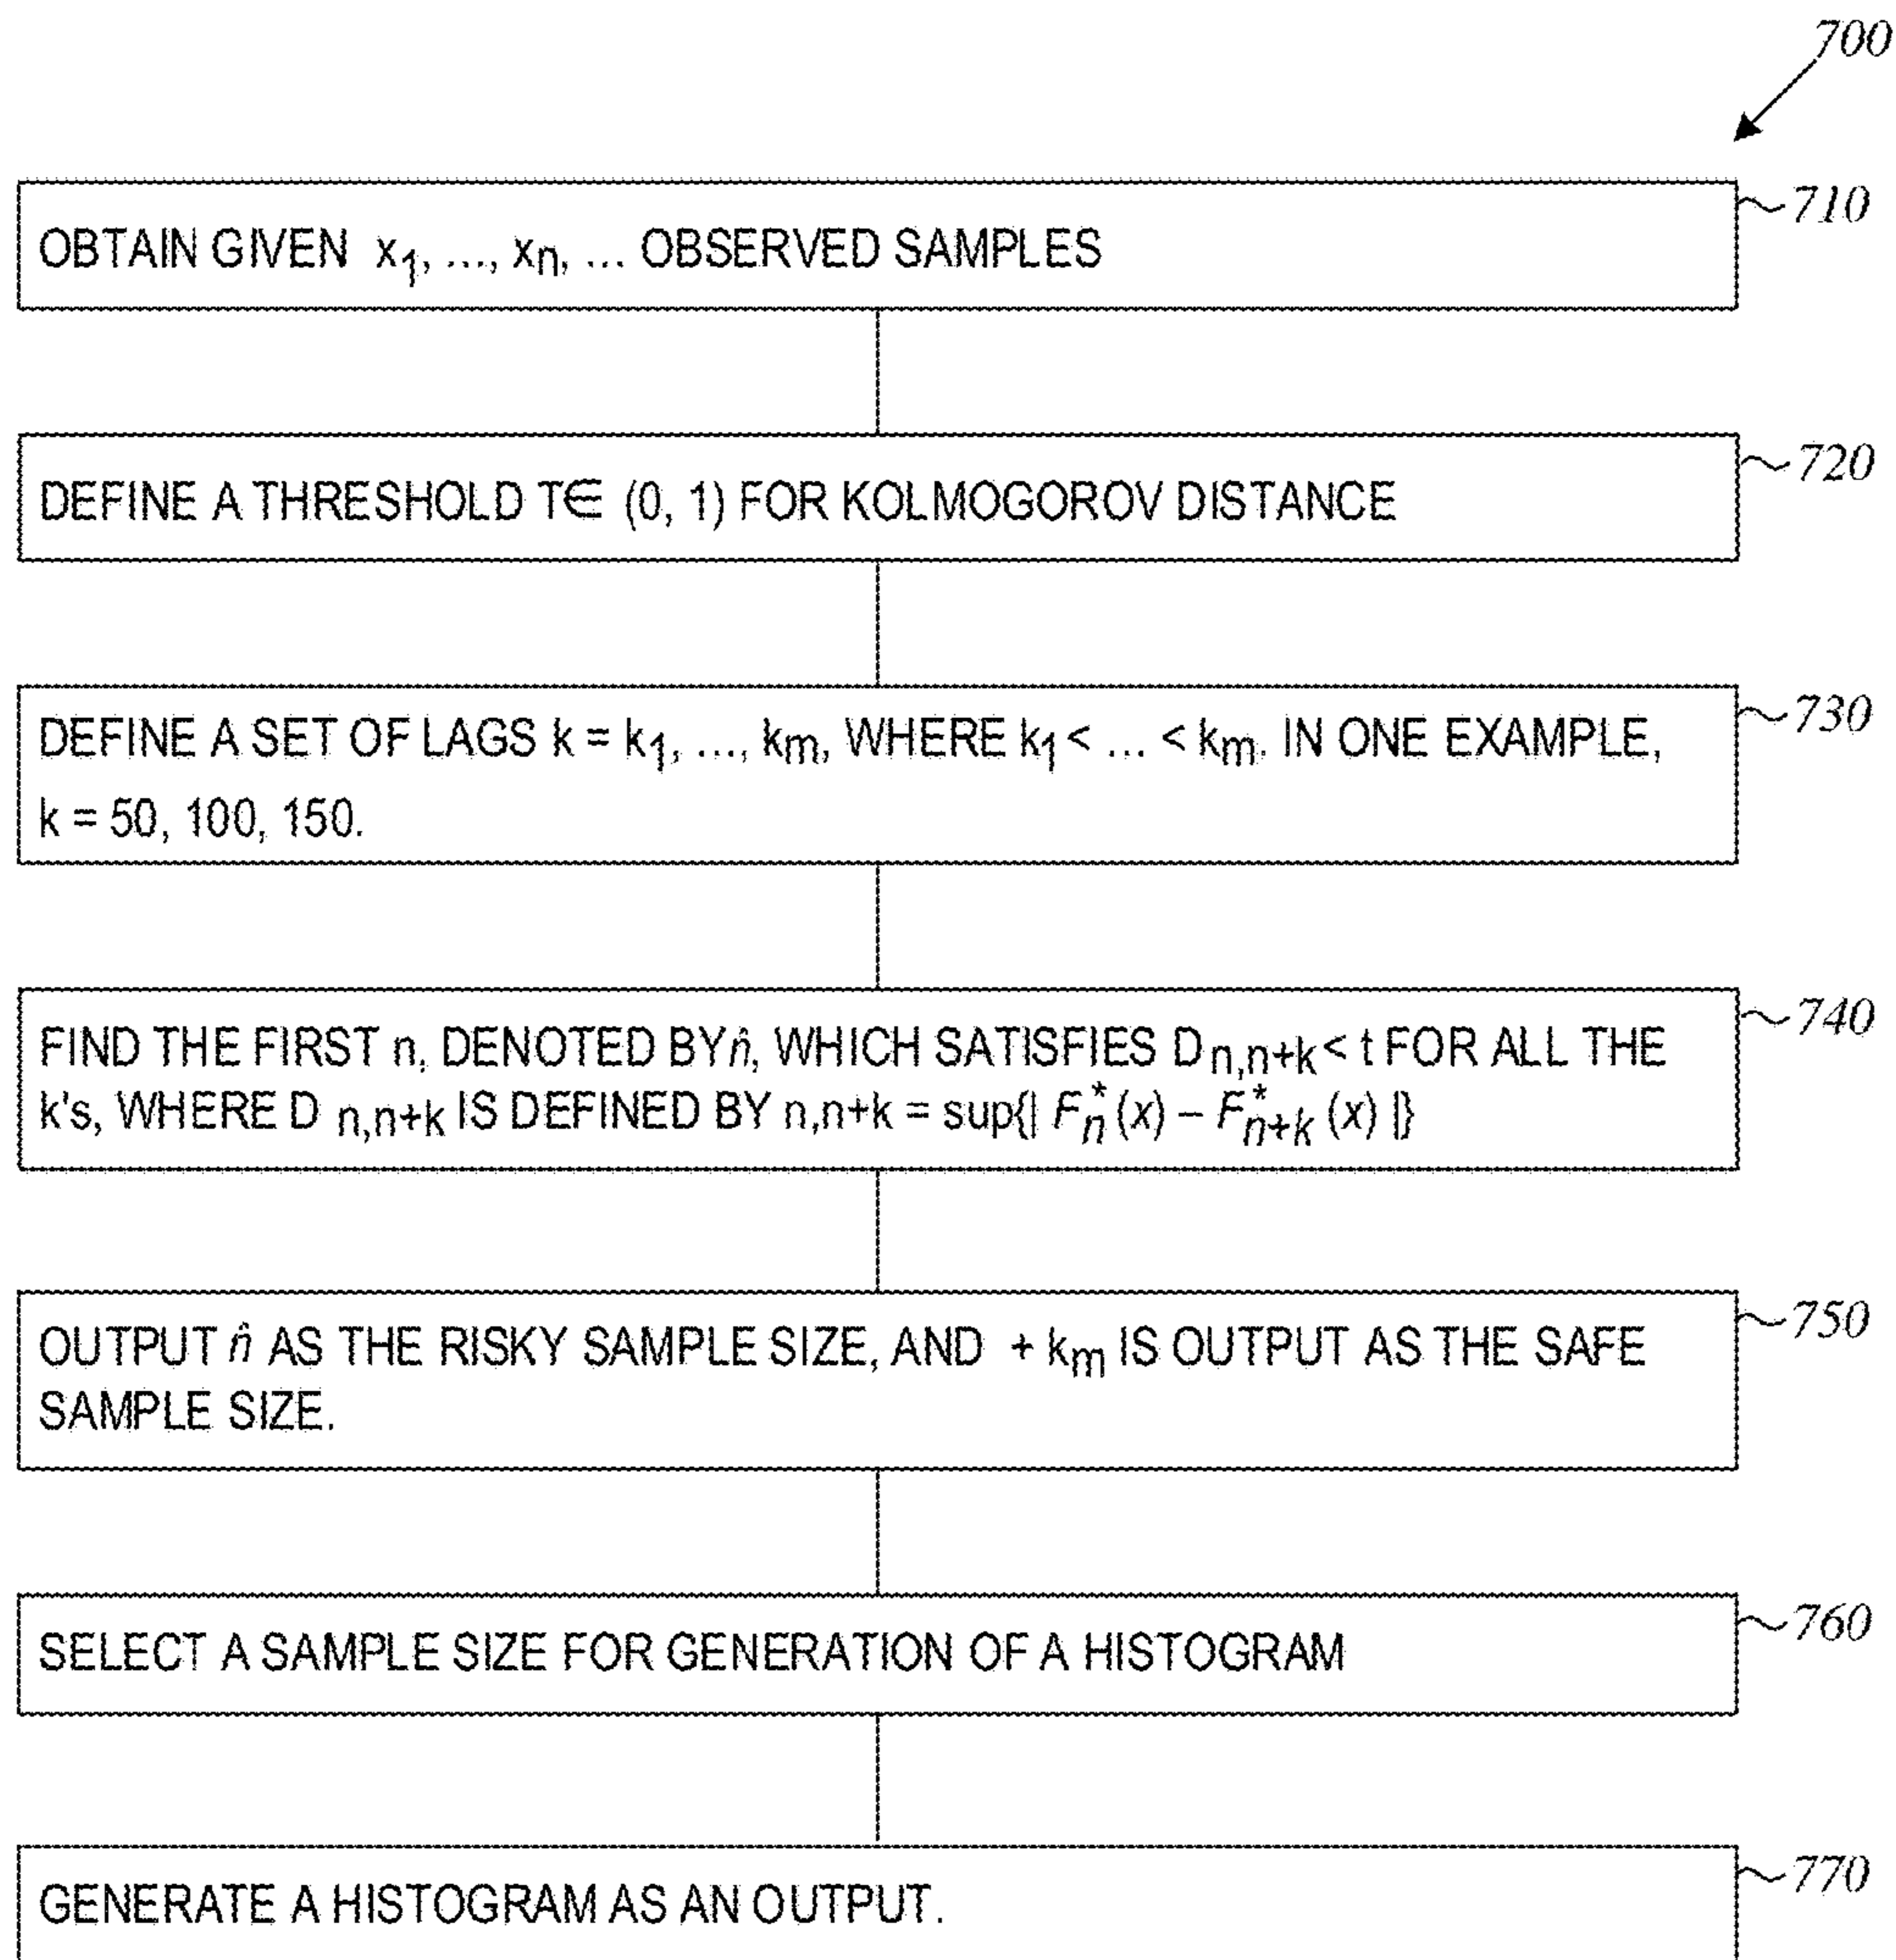 700
710
OBTAIN GIVEN x1, ..., xn, ... OBSERVED SAMPLES
720
DEFINE A THRESHOLD T∈ (0, 1) FOR KOLMOGOROV DISTANCE
730
DEFINE A SET OF LAGS k = k1, ..., km, WHERE k1 < ... < km. IN ONE EXAMPLE,
k = 50, 100, 150.
740
FIND THE FIRST n, DENOTED BY n̂, WHICH SATISFIES Dn,n+k < t FOR ALL THE
k's, WHERE D n,n+k IS DEFINED BY n,n+k = sup{| F*n(x) – F*n+k (x) |}
750
OUTPUT n̂ AS THE RISKY SAMPLE SIZE, AND + km IS OUTPUT AS THE SAFE
SAMPLE SIZE.
760
SELECT A SAMPLE SIZE FOR GENERATION OF A HISTOGRAM
770
GENERATE A HISTOGRAM AS AN OUTPUT.